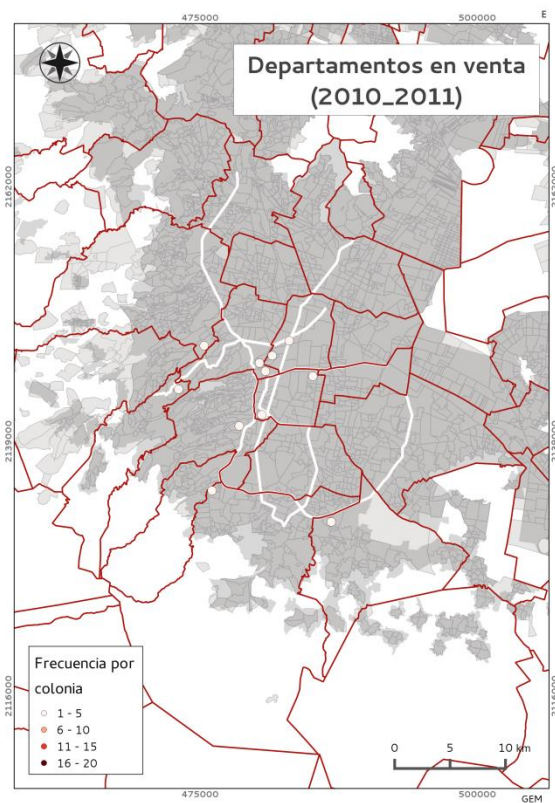 475000
500000
E
Departamentos en venta
(2010_2011)
2162000
2162000
2139000
2139000
Frecuencia por
colonia
1 - 5
6 - 10
11 - 15
16 - 20
2116000
2116000
0
5
10 km
475000
500000
GEM